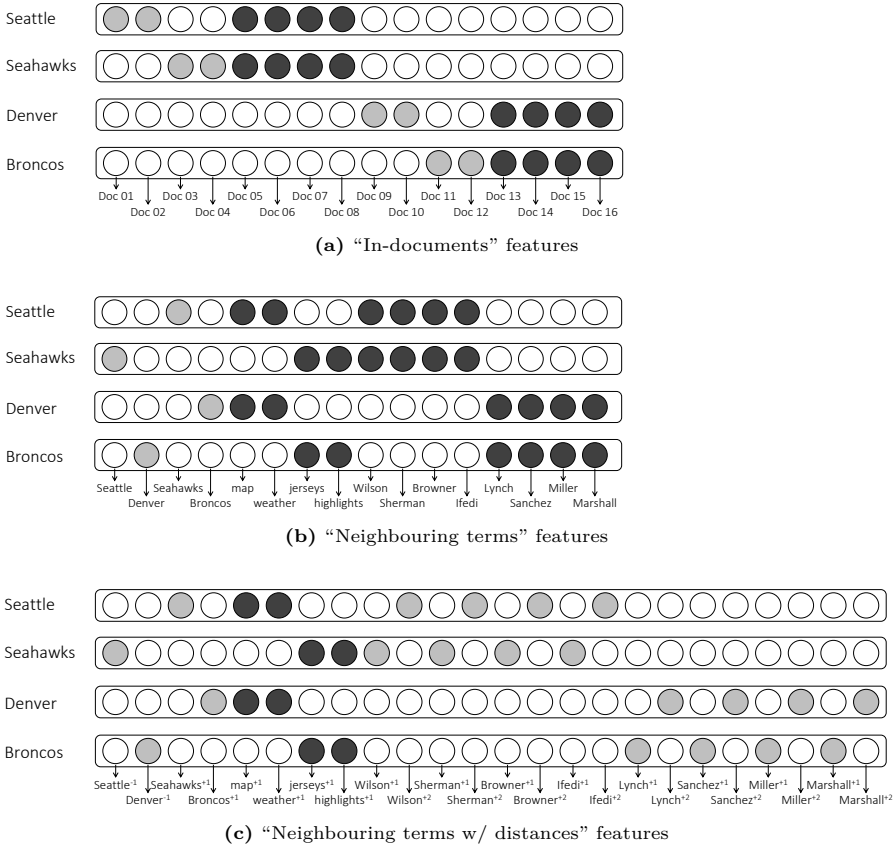 Seattle
Seahawks
Denver
Broncos
Doc 01 Doc 03 Doc 05 Doc 07 Doc 09 Doc 11 Doc 13 Doc 15
Doc 02 Doc 04 Doc 06 Doc 08 Doc 10 Doc 12 Doc 14 Doc 16
(a) “In-documents” features
Seattle
Seahawks
Denver
Broncos
Seattle Seahawks map jerseys Wilson Browner Lynch Miller
Denver Broncos weather highlights Sherman Ifedi Sanchez Marshall
(b) “Neighbouring terms” features
Seattle
Seahawks
Denver
Broncos
Seattle⁻¹ Seahawks⁺¹ map⁺¹ jerseys⁺¹ Wilson⁺¹ Sherman⁺¹ Browner⁺¹ Ifedi⁺¹ Lynch⁺¹ Sanchez⁺¹ Miller⁺¹ Marshall⁺¹
Denver⁻¹ Broncos⁺¹ weather⁺¹ highlights⁺¹ Wilson⁺² Sherman⁺² Browner⁺² Ifedi⁺² Lynch⁺² Sanchez⁺² Miller⁺² Marshall⁺²
(c) “Neighbouring terms w/ distances” features